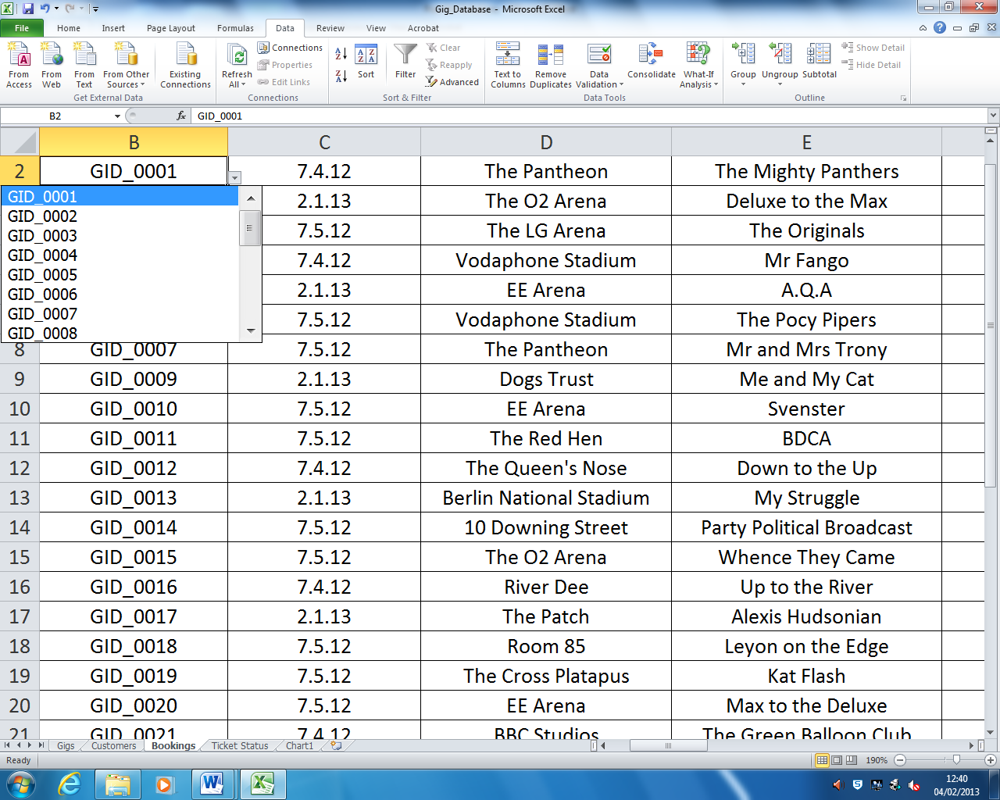 Gig_Database - Microsoft Excel
File Home Insert Page Layout Formulas Data Review View Acrobat
From Access From Web From Text From Other Sources Existing Connections
Get External Data
Refresh All Connections Properties Edit Links
Connections
Sort Filter Clear Reapply Advanced
Sort & Filter
Text to Columns Remove Duplicates Data Validation Consolidate What-If Analysis
Data Tools
Group Ungroup Subtotal Show Detail Hide Detail
Outline
B2 fx GID_0001
B C D E
2 GID_0001 7.4.12 The Pantheon The Mighty Panthers
GID_0001 2.1.13 The O2 Arena Deluxe to the Max
GID_0002
GID_0003 7.5.12 The LG Arena The Originals
GID_0004 7.4.12 Vodaphone Stadium Mr Fango
GID_0005
GID_0006 2.1.13 EE Arena A.Q.A
GID_0007 7.5.12 Vodaphone Stadium The Pocy Pipers
GID_0008
8 GID_0007 7.5.12 The Pantheon Mr and Mrs Trony
9 GID_0009 2.1.13 Dogs Trust Me and My Cat
10 GID_0010 7.5.12 EE Arena Svenster
11 GID_0011 7.5.12 The Red Hen BDCA
12 GID_0012 7.4.12 The Queen's Nose Down to the Up
13 GID_0013 2.1.13 Berlin National Stadium My Struggle
14 GID_0014 7.5.12 10 Downing Street Party Political Broadcast
15 GID_0015 7.5.12 The O2 Arena Whence They Came
16 GID_0016 7.4.12 River Dee Up to the River
17 GID_0017 2.1.13 The Patch Alexis Hudsonian
18 GID_0018 7.5.12 Room 85 Leyon on the Edge
19 GID_0019 7.5.12 The Cross Platapus Kat Flash
20 GID_0020 7.5.12 EE Arena Max to the Deluxe
21 GID_0021 7.4.12 BBC Studios The Green Balloon Club
Gigs Customers Bookings Ticket Status Chart1
Ready 190%
12:40
04/02/2013